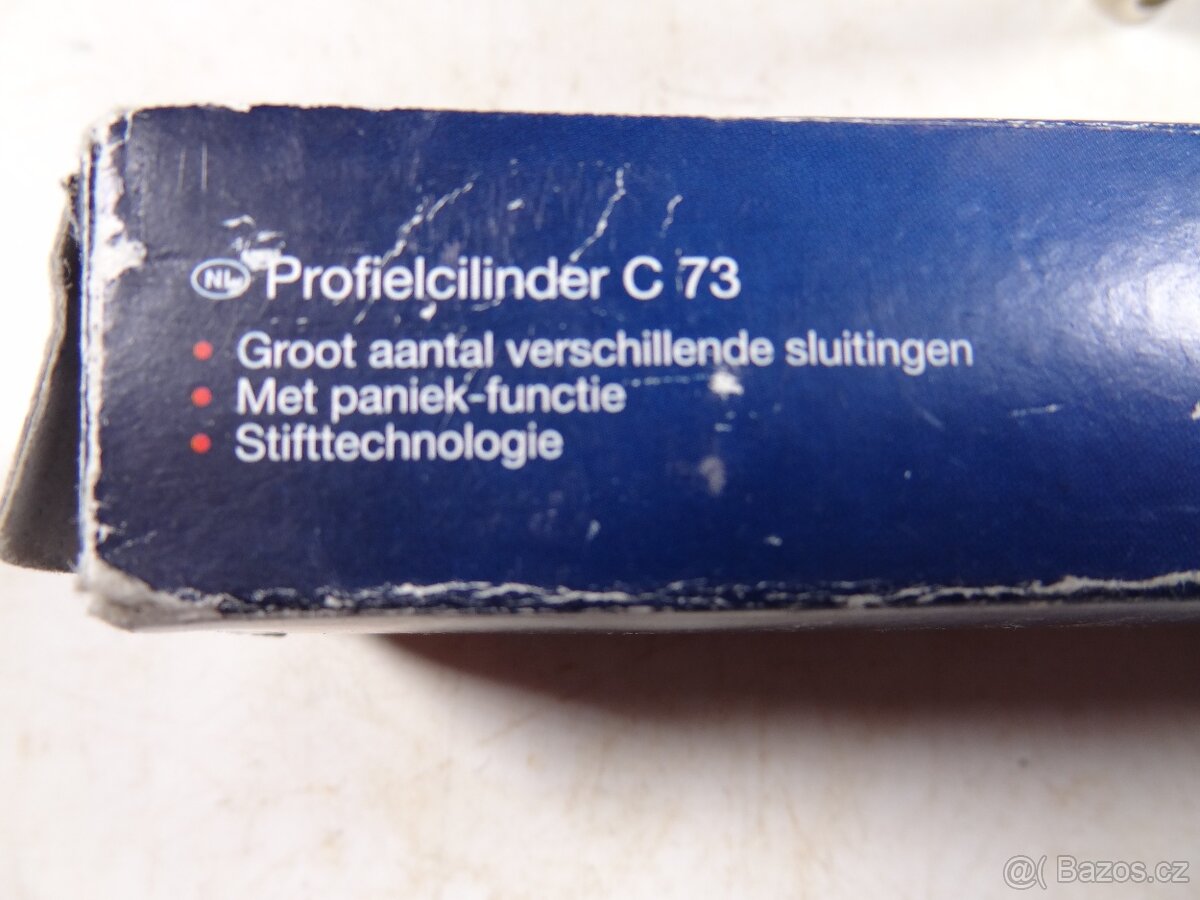 NL Profielcilinder C 73
• Groot aantal verschillende sluitingen
• Met paniek-functie
• Stifttechnologie
@( Bazos.cz